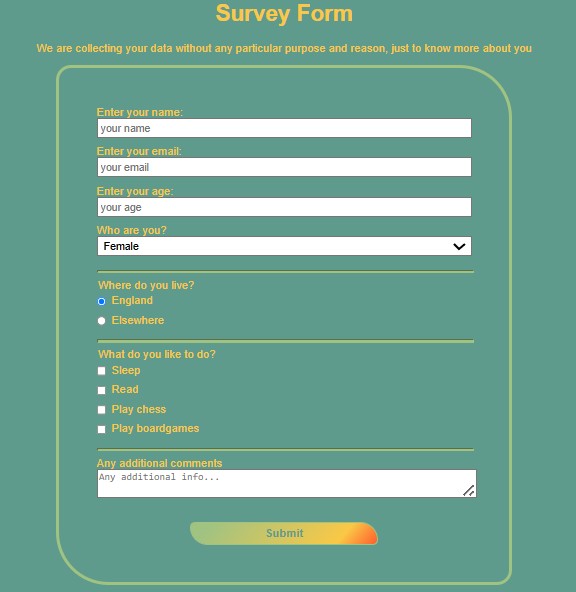 Survey Form
We are collecting your data without any particular purpose and reason, just to know more about you
Enter your name:
your name
Enter your email:
your email
Enter your age:
your age
Who are you?
Female
Where do you live?
England
Elsewhere
What do you like to do?
Sleep
Read
Play chess
Play boardgames
Any additional comments
Any additional info...
Submit